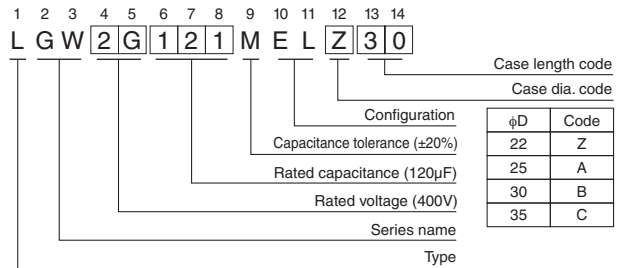 1 2 3 4 5 6 7 8 9 10 11 12 13 14
L G W 2 G 1 2 1 M E L Z 3 0
Case length code
Case dia. code
Configuration
Capacitance tolerance (±20%)
Rated capacitance (120µF)
Rated voltage (400V)
Series name
Type
ϕD Code
22 Z
25 A
30 B
35 C